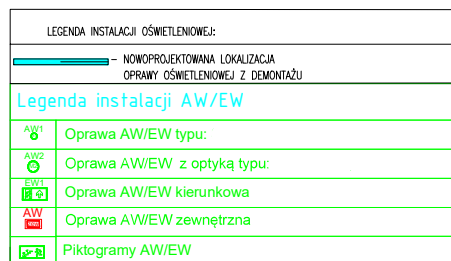 LEGENDA INSTALACJI OŚWIETLENIOWEJ:
– NOWOPROJEKTOWANA LOKALIZACJA
OPRAWY OŚWIETLENIOWEJ Z DEMONTAŻU
Legenda instalacji AW/EW
AW1 Oprawa AW/EW typu:
AW2 Oprawa AW/EW z optyką typu:
EW1 Oprawa AW/EW kierunkowa
AW Oprawa AW/EW zewnętrzna
Piktogramy AW/EW